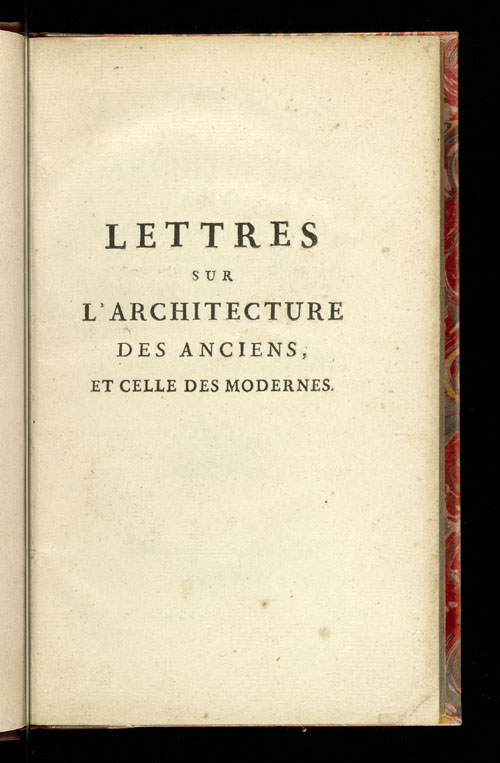 LETTRES
SUR
L'ARCHITECTURE
DES ANCIENS,
ET CELLE DES MODERNES.